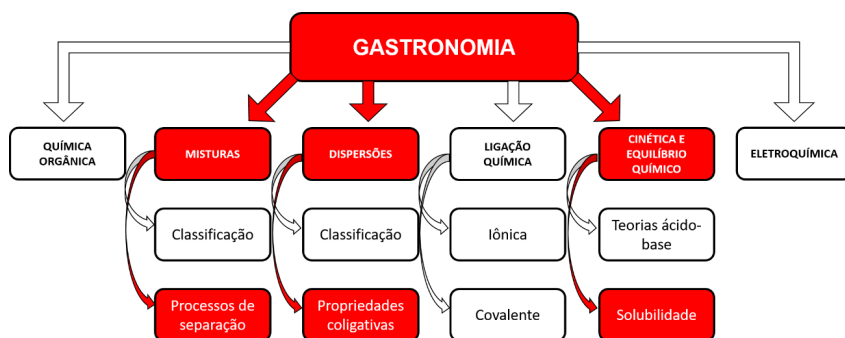 GASTRONOMIA
QUÍMICA
ORGÂNICA
MISTURAS
DISPERSÕES
LIGAÇÃO
QUÍMICA
CINÉTICA E
EQUILÍBRIO
QUÍMICO
ELETROQUÍMICA
Classificação
Classificação
Iônica
Teorias ácido-
base
Processos de
separação
Propriedades
coligativas
Covalente
Solubilidade